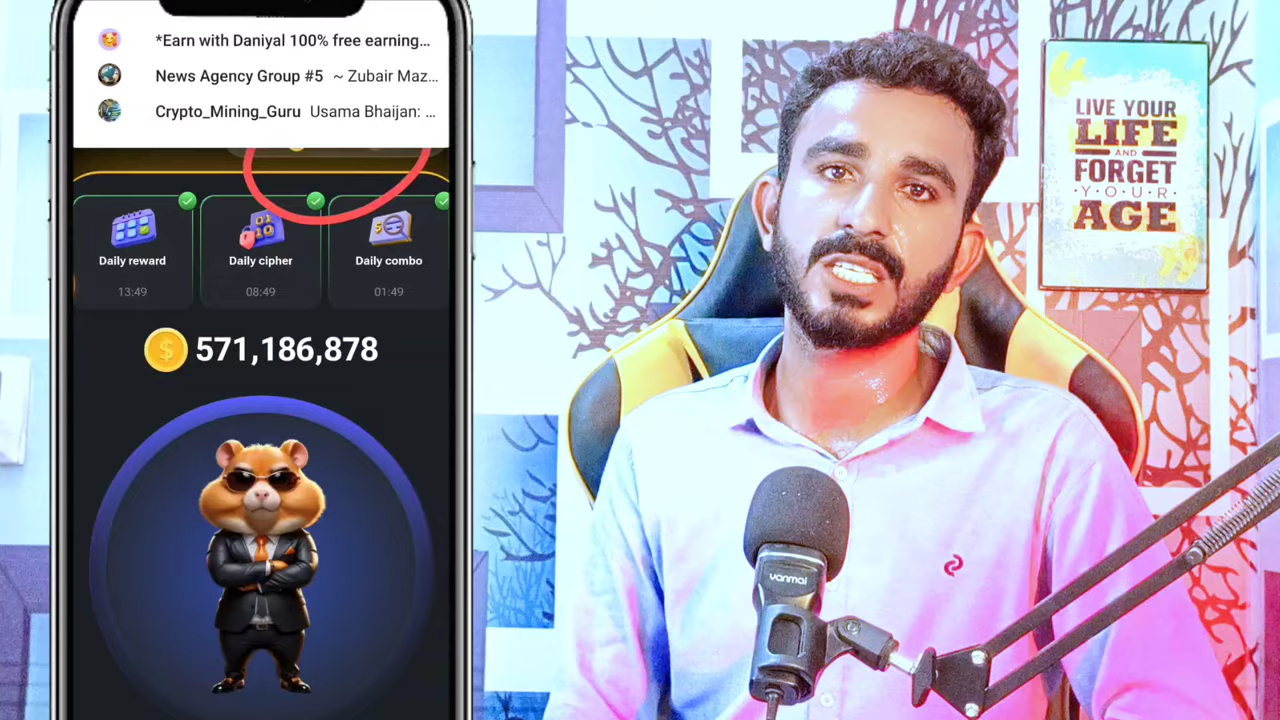 *Earn with Daniyal 100% free earning...
News Agency Group #5 ~ Zubair Maz...
Crypto_Mining_Guru Usama Bhaijan: ...
Daily reward
13:49
Daily cipher
08:49
Daily combo
01:49
571,186,878
LIVE YOUR
LIFE
AND
FORGET
·Y·O·U·R·
AGE
vanmai